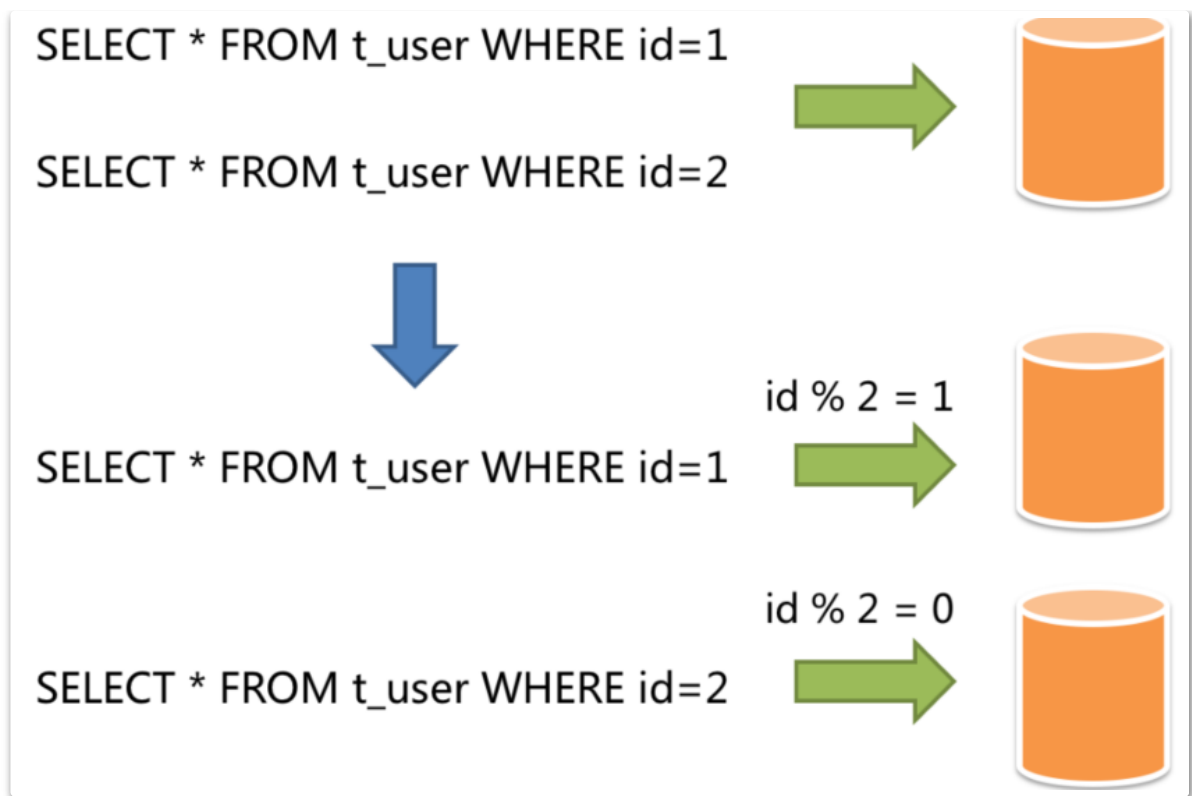 SELECT * FROM t_user WHERE id=1
SELECT * FROM t_user WHERE id=2
id % 2 = 1
SELECT * FROM t_user WHERE id=1
id % 2 = 0
SELECT * FROM t_user WHERE id=2